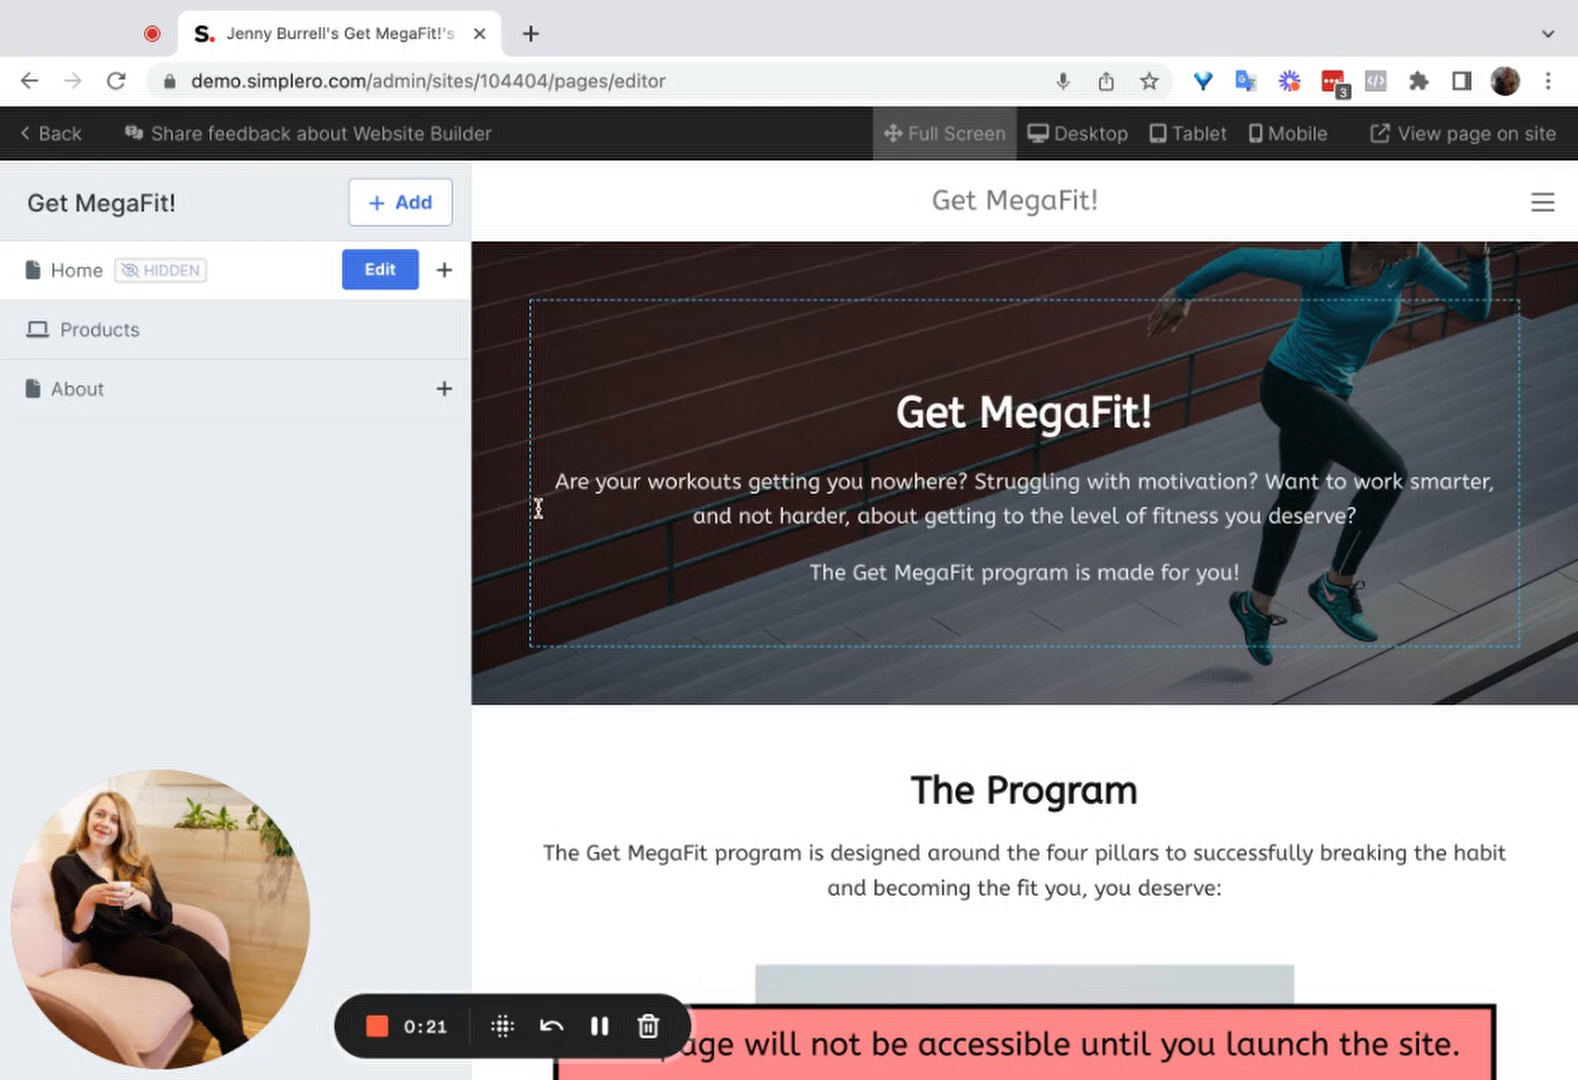 S. Jenny Burrell's Get MegaFit!'s
demo.simplero.com/admin/sites/104404/pages/editor
3
Back
Share feedback about Website Builder
Full Screen
Desktop
Tablet
Mobile
View page on site
Get MegaFit!
+ Add
Get MegaFit!
Home
HIDDEN
Edit
+
Products
About
+
Get MegaFit!
Are your workouts getting you nowhere? Struggling with motivation? Want to work smarter,
and not harder, about getting to the level of fitness you deserve?
The Get MegaFit program is made for you!
The Program
The Get MegaFit program is designed around the four pillars to successfully breaking the habit
and becoming the fit you, you deserve:
0:21
page will not be accessible until you launch the site.